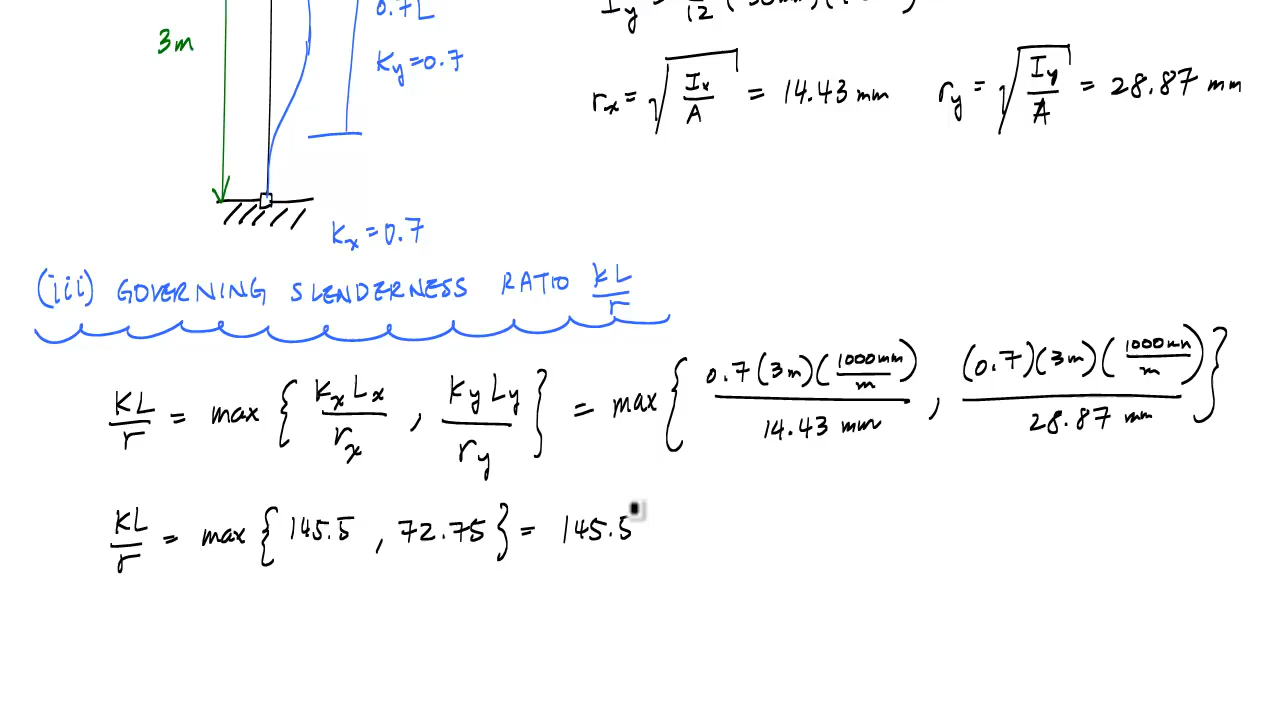 0.7L
3m
Ky=0.7
Kx=0.7
rx = √(Ix/A) = 14.43 mm
ry = √(Iy/A) = 28.87 mm
(iii) GOVERNING SLENDERNESS RATIO KL/r
KL/r = max { KxLx/rx , KyLy/ry } = max { 0.7(3m)(1000mm/m)/14.43 mm , (0.7)(3m)(1000mm/m)/28.87 mm }
KL/r = max { 145.5 , 72.75 } = 145.5